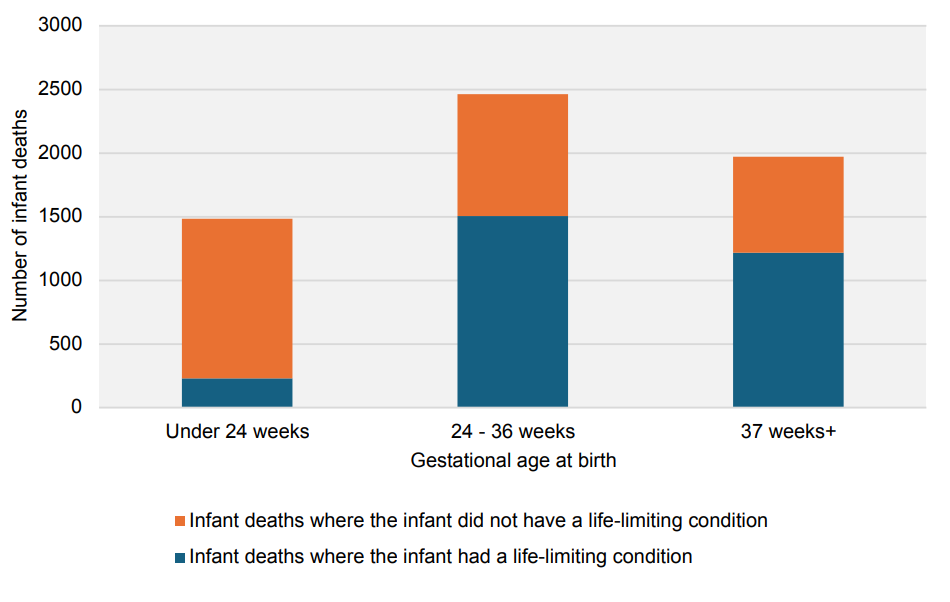 3000
2500
2000
1500
1000
500
0
Number of infant deaths
Under 24 weeks
24 - 36 weeks
37 weeks+
Gestational age at birth
Infant deaths where the infant did not have a life-limiting condition
Infant deaths where the infant had a life-limiting condition